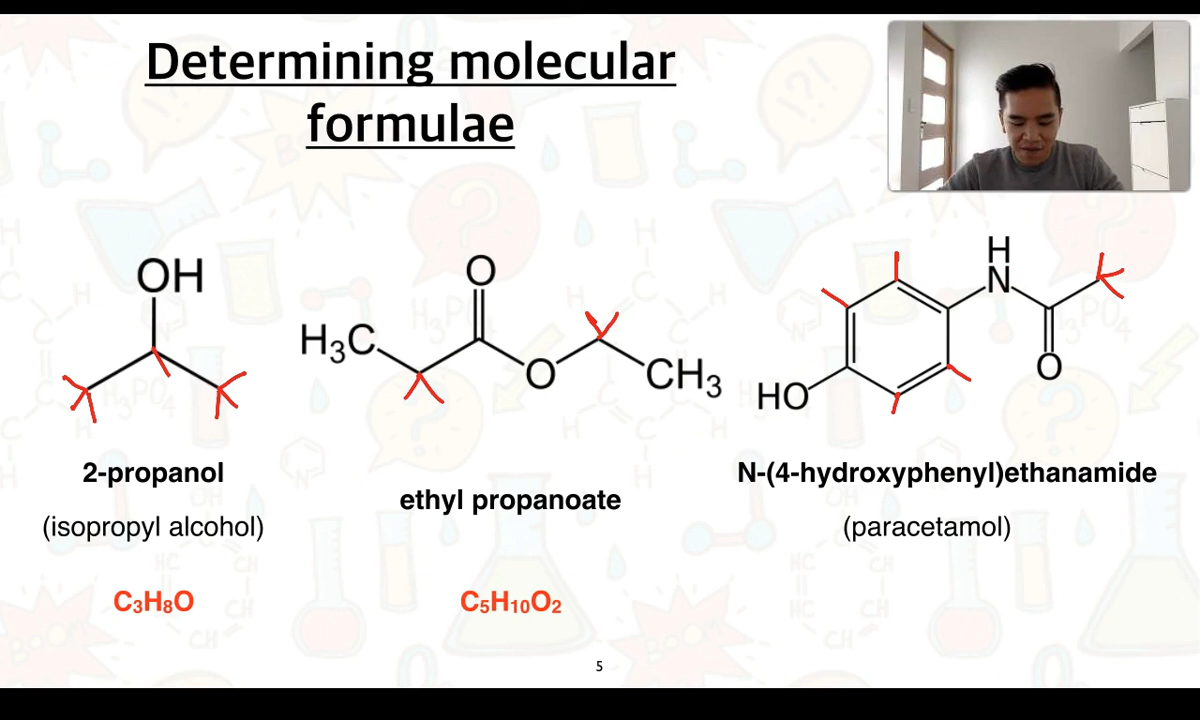 Determining molecular
formulae
OH
O
H₃C
O
CH₃
H
N
O
HO
2-propanol
(isopropyl alcohol)
C₃H₈O
ethyl propanoate
C₅H₁₀O₂
N-(4-hydroxyphenyl)ethanamide
(paracetamol)
5